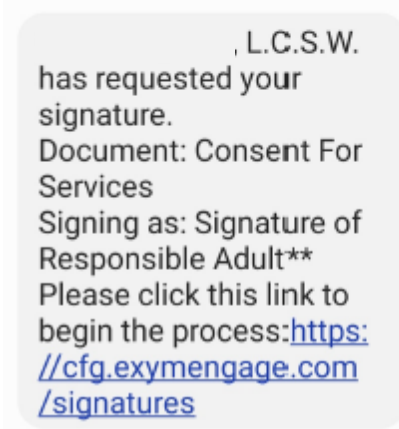 , L.C.S.W.
has requested your
signature.
Document: Consent For
Services
Signing as: Signature of
Responsible Adult**
Please click this link to
begin the process:https:
//cfg.exymengage.com
/signatures